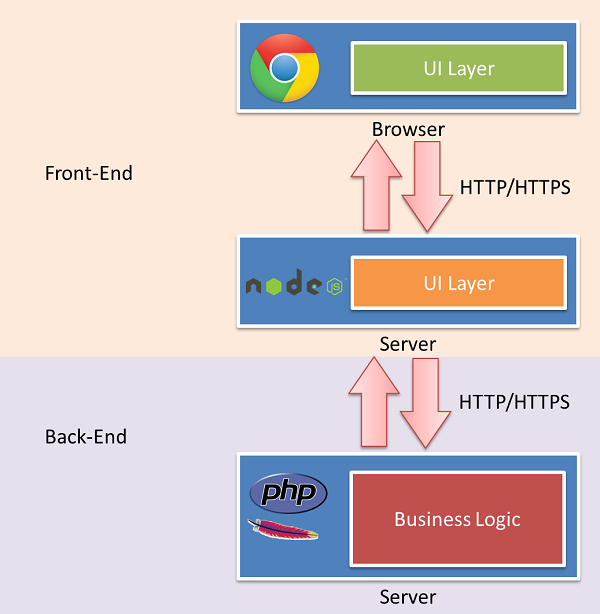 UI Layer
Browser
Front-End
HTTP/HTTPS
node
JS
UI Layer
Server
HTTP/HTTPS
Back-End
php
Business Logic
Server